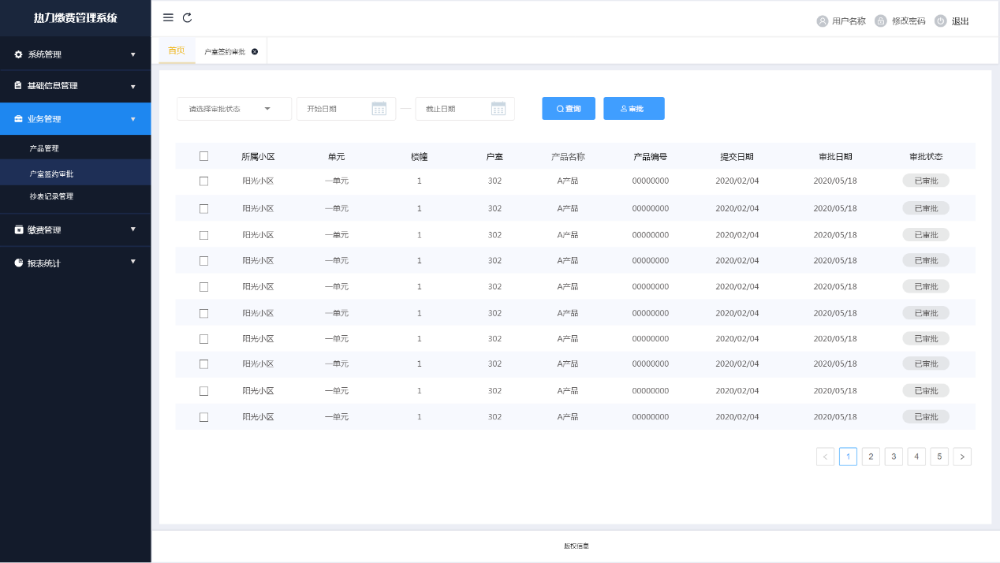 热力缴费管理系统
用户名称 修改密码 退出
系统管理
基础信息管理
业务管理
产品管理
户室签约审批
抄表记录管理
缴费管理
报表统计
首页 户室签约审批
请选择审批状态 开始日期 — 截止日期 查询 审批
所属小区 单元 楼幢 户室 产品名称 产品编号 提交日期 审批日期 审批状态
阳光小区 一单元 1 302 A产品 00000000 2020/02/04 2020/05/18 已审批
阳光小区 一单元 1 302 A产品 00000000 2020/02/04 2020/05/18 已审批
阳光小区 一单元 1 302 A产品 00000000 2020/02/04 2020/05/18 已审批
阳光小区 一单元 1 302 A产品 00000000 2020/02/04 2020/05/18 已审批
阳光小区 一单元 1 302 A产品 00000000 2020/02/04 2020/05/18 已审批
阳光小区 一单元 1 302 A产品 00000000 2020/02/04 2020/05/18 已审批
阳光小区 一单元 1 302 A产品 00000000 2020/02/04 2020/05/18 已审批
阳光小区 一单元 1 302 A产品 00000000 2020/02/04 2020/05/18 已审批
阳光小区 一单元 1 302 A产品 00000000 2020/02/04 2020/05/18 已审批
阳光小区 一单元 1 302 A产品 00000000 2020/02/04 2020/05/18 已审批
< 1 2 3 4 5 >
版权信息